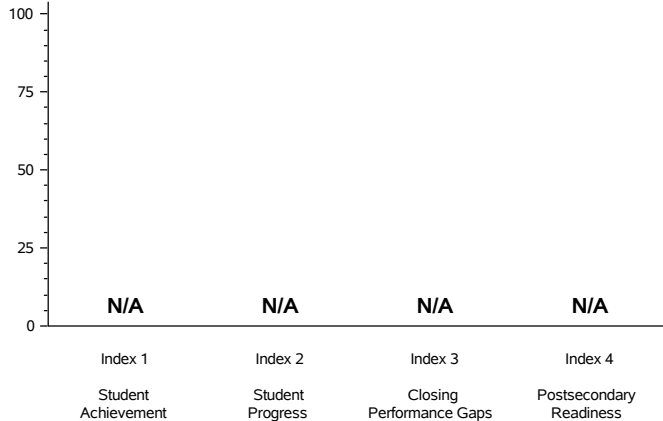 100
75
50
25
0
N/A N/A N/A N/A
Index 1 Index 2 Index 3 Index 4
Student Student Closing Postsecondary
Achievement Progress Performance Gaps Readiness